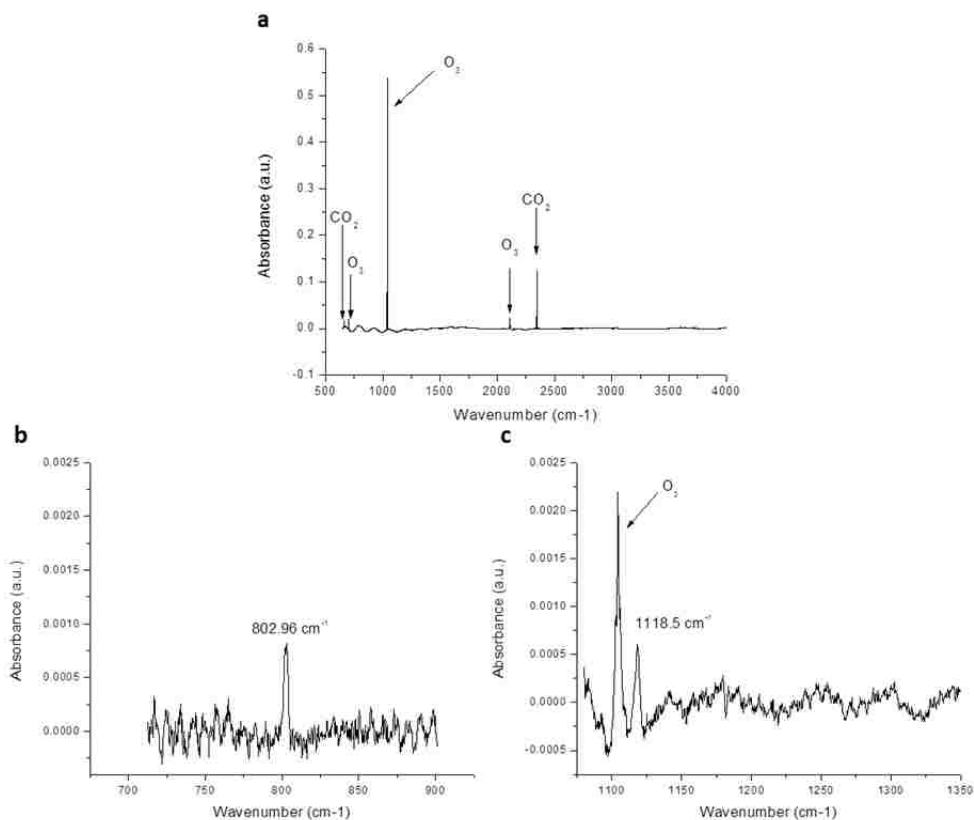 a
0.6
0.5
0.4
0.3
0.2
0.1
0.0
-0.1
Absorbance (a.u.)
O3
CO2
CO2
O3
O3
500 1000 1500 2000 2500 3000 3500 4000
Wavenumber (cm-1)
b
0.0025
0.0020
0.0015
0.0010
0.0005
0.0000
Absorbance (a.u.)
802.96 cm-1
700 750 800 850 900
Wavenumber (cm-1)
c
0.0025
0.0020
0.0015
0.0010
0.0005
0.0000
-0.0005
Absorbance (a.u.)
O3
1118.5 cm-1
1100 1150 1200 1250 1300 1350
Wavenumber (cm-1)